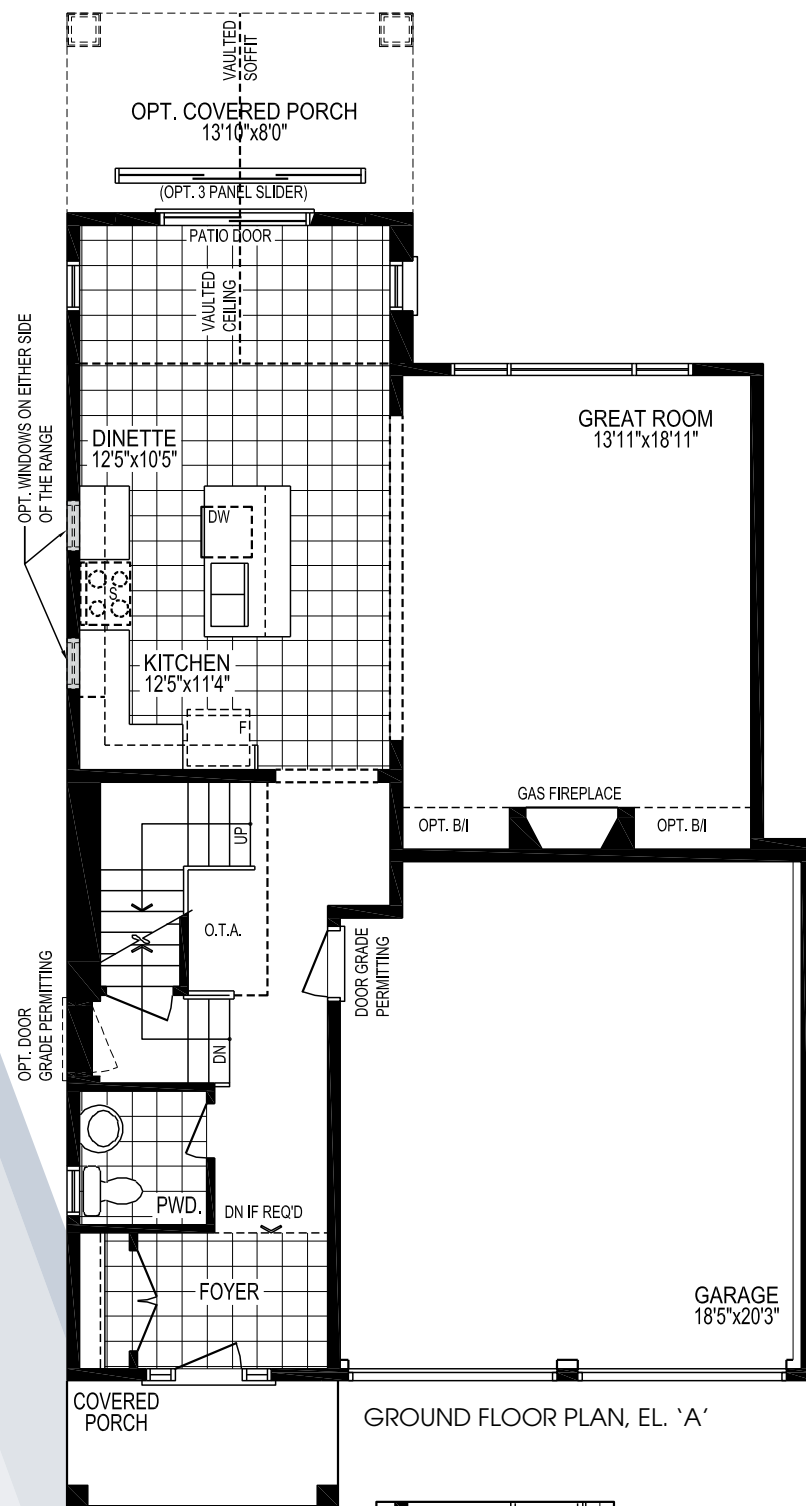 VAULTED
SOFFIT
OPT. COVERED PORCH
13'10"x8'0"
(OPT. 3 PANEL SLIDER)
PATIO DOOR
VAULTED
CEILING
OPT. WINDOWS ON EITHER SIDE
OF THE RANGE
DINETTE
12'5"x10'5"
GREAT ROOM
13'11"x18'11"
DW
S
KITCHEN
12'5"x11'4"
F
GAS FIREPLACE
OPT. B/I
OPT. B/I
UP
O.T.A.
DOOR GRADE
PERMITTING
OPT. DOOR
GRADE PERMITTING
DN
PWD.
DN IF REQ'D
FOYER
GARAGE
18'5"x20'3"
COVERED
PORCH
GROUND FLOOR PLAN, EL. ‘A’